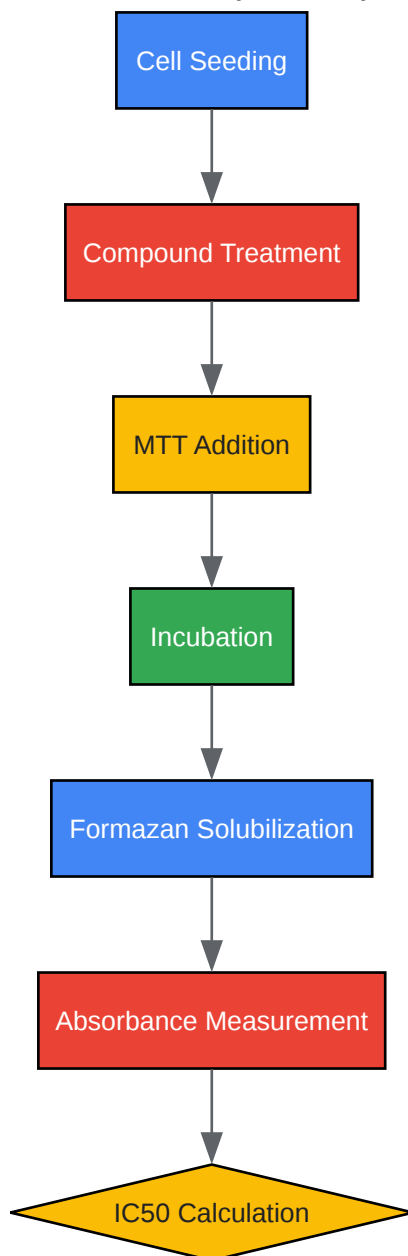 Cell Seeding
Compound Treatment
MTT Addition
Incubation
Formazan Solubilization
Absorbance Measurement
IC50 Calculation